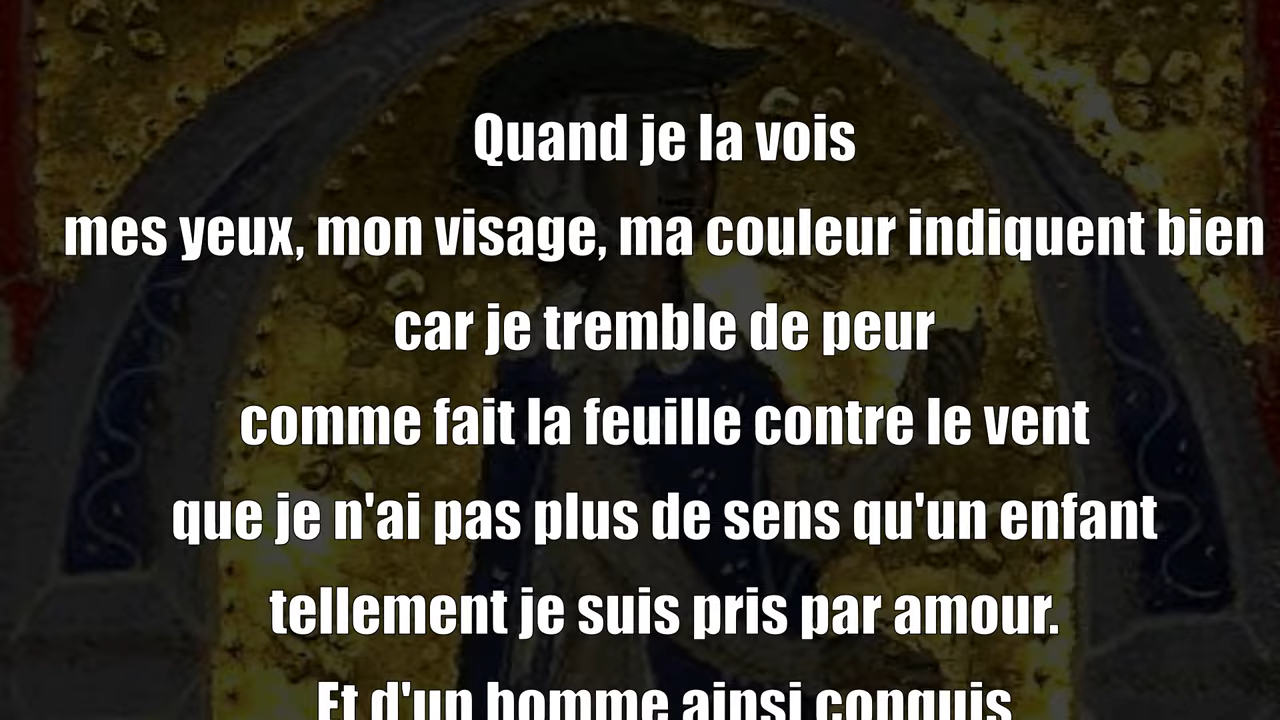 Quand je la vois
mes yeux, mon visage, ma couleur indiquent bien
car je tremble de peur
comme fait la feuille contre le vent
que je n'ai pas plus de sens qu'un enfant
tellement je suis pris par amour.
Et d'un homme ainsi conquis